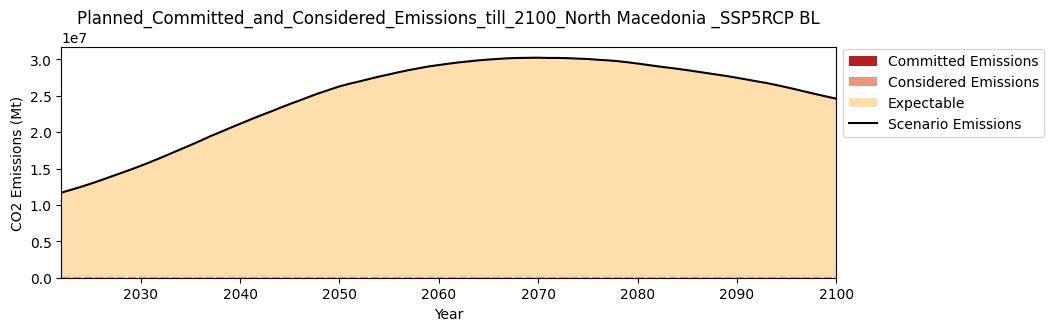 Planned_Committed_and_Considered_Emissions_till_2100_North Macedonia _SSP5RCP BL
1e7
3.0
2.5
2.0
1.5
1.0
0.5
0.0
CO2 Emissions (Mt)
2030 2040 2050 2060 2070 2080 2090 2100
Year
Committed Emissions
Considered Emissions
Expectable
Scenario Emissions